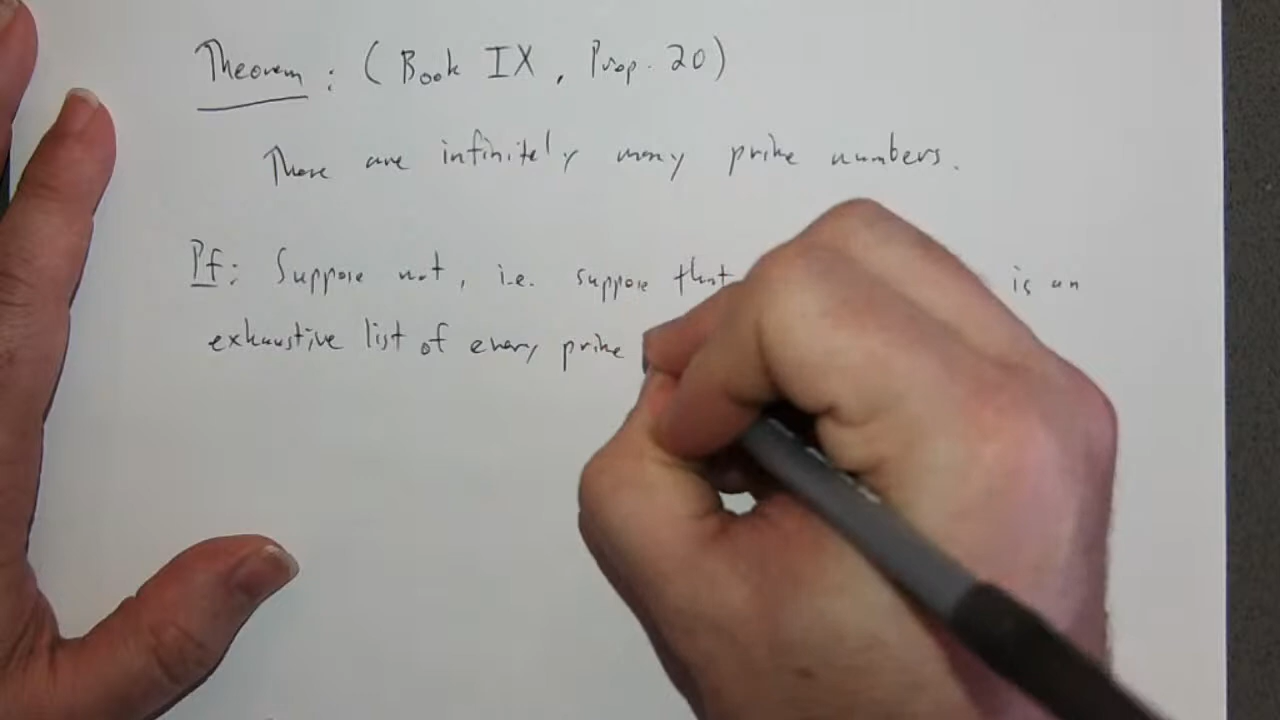 Theorem: (Book IX, Prop. 20)
There are infinitely many prime numbers.
Pf: Suppose not, i.e. suppose that is an
exhaustive list of every prime